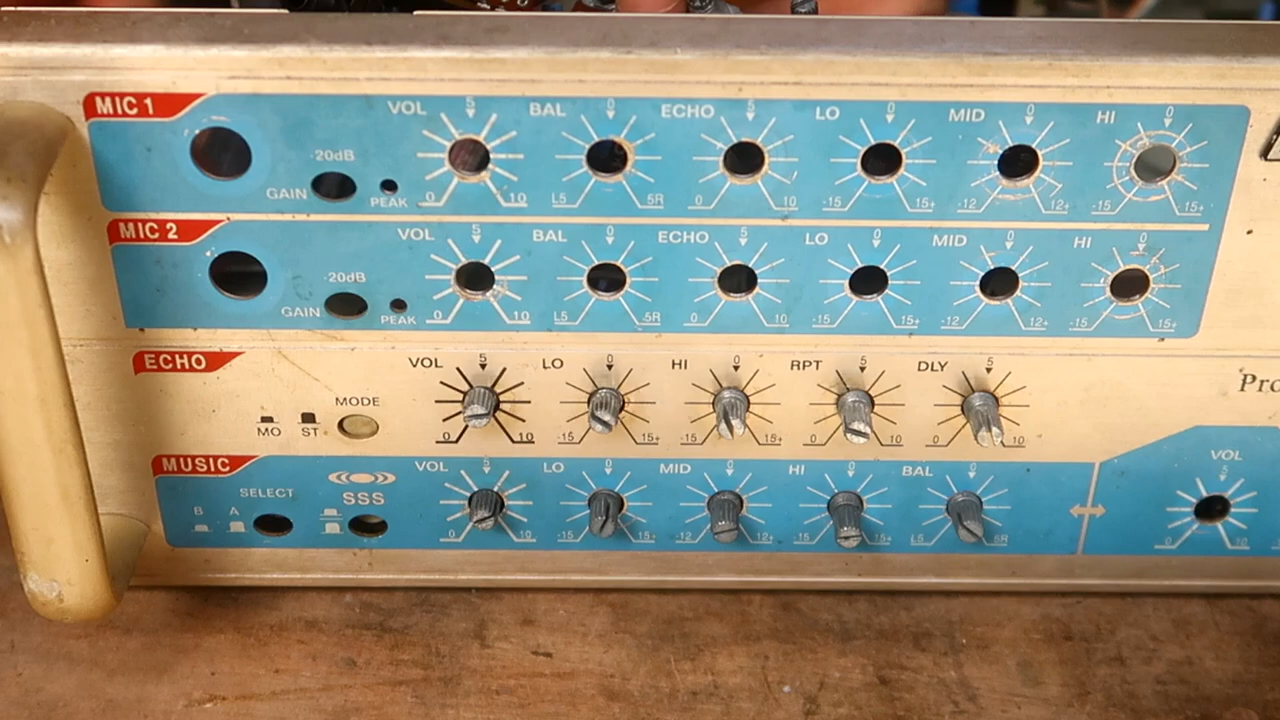 MIC 1
VOL BAL ECHO LO MID HI
5 0 5 0 0 0
-20dB
GAIN PEAK
0 10 L5 5R 0 10 -15 15+ -12 12+ -15 15+
MIC 2
VOL BAL ECHO LO MID HI
5 0 5 0 0 0
-20dB
GAIN PEAK
0 10 L5 5R 0 10 -15 15+ -12 12+ -15 15+
ECHO
VOL LO HI RPT DLY
5 0 0 5 5
MODE
MO ST
0 10 -15 15+ -15 15+ 0 10 0 10
MUSIC
VOL LO MID HI BAL
5 0 0 0 0
SELECT SSS
B A
0 10 -15 15+ -12 12+ -15 15+ L5 5R
VOL
5
0 10